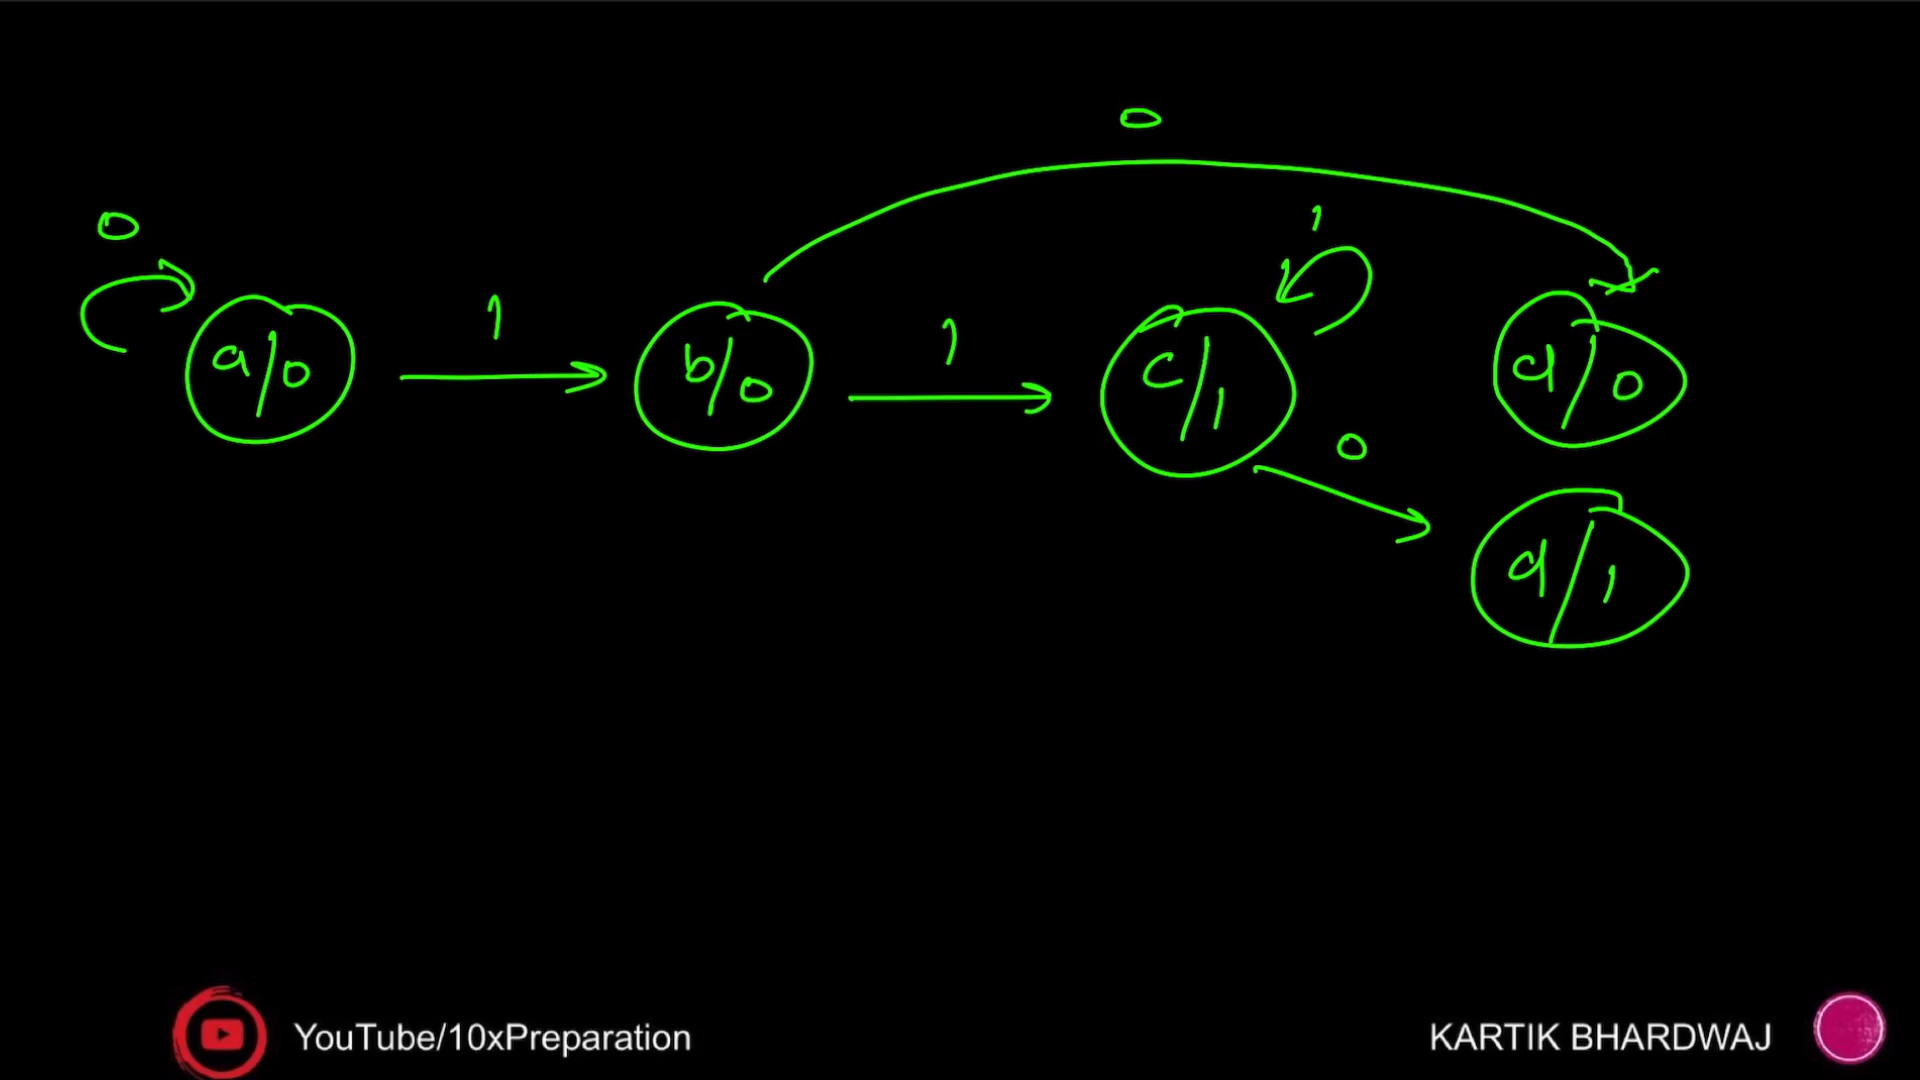 0
0
1
1
1
a/0
b/0
c/1
d/0
0
d/1
YouTube/10xPreparation
KARTIK BHARDWAJ